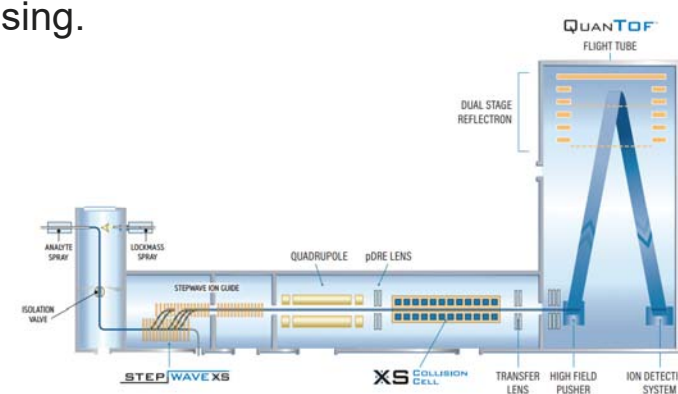 sing.
QUANTOF
FLIGHT TUBE
DUAL STAGE
REFLECTRON
ANALYTE
SPRAY
LOCKMASS
SPRAY
QUADRUPOLE
pDRE LENS
STEPWAVE ION GUIDE
ISOLATION
VALVE
STEPWAVE XS
XS COLLISION
CELL
TRANSFER
LENS
HIGH FIELD
PUSHER
ION DETECTI
SYSTEM